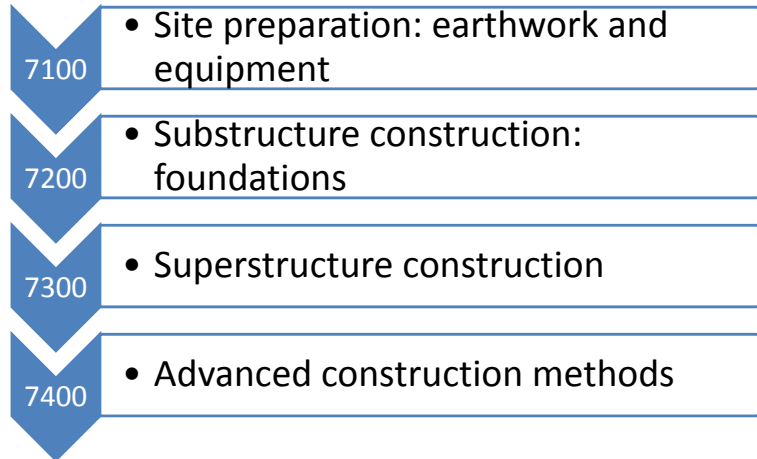 7100
• Site preparation: earthwork and
equipment
7200
• Substructure construction:
foundations
7300
• Superstructure construction
7400
• Advanced construction methods